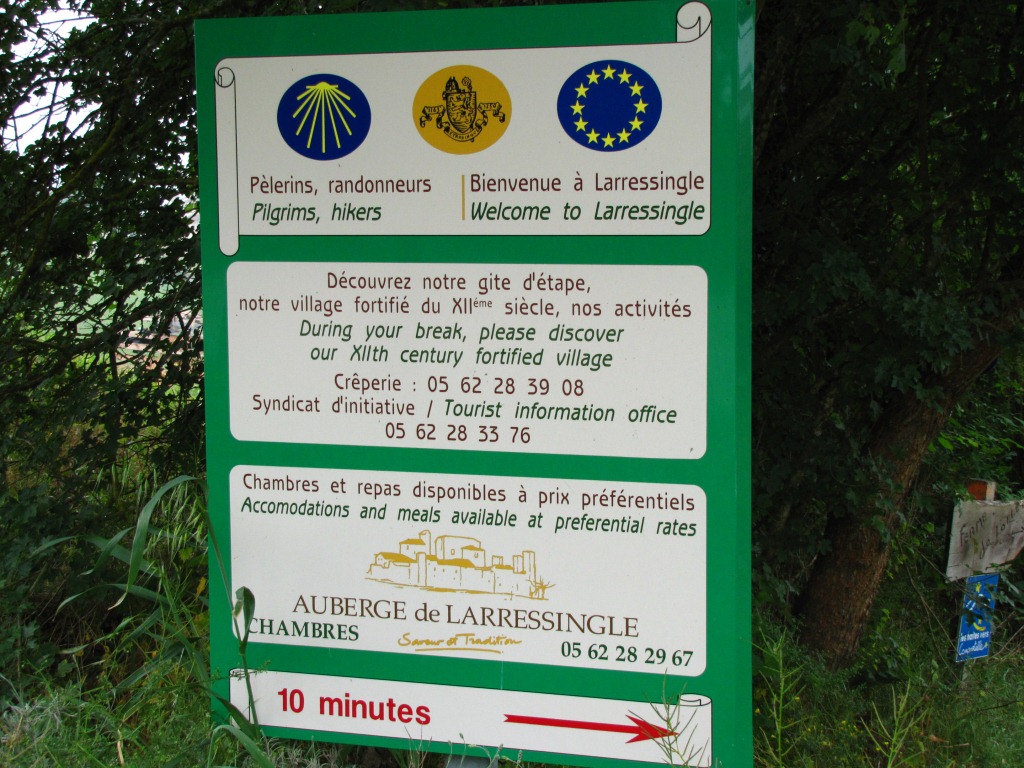 Pèlerins, randonneurs
Pilgrims, hikers
Bienvenue à Larressingle
Welcome to Larressingle
Découvrez notre gite d'étape,
notre village fortifié du XIIéme siècle, nos activités
During your break, please discover
our XIIth century fortified village
Crêperie : 05 62 28 39 08
Syndicat d'initiative / Tourist information office
05 62 28 33 76
Chambres et repas disponibles à prix préférentiels
Accomodations and meals available at preferential rates
AUBERGE de LARRESSINGLE
CHAMBRES
Saveur et Tradition
05 62 28 29 67
10 minutes